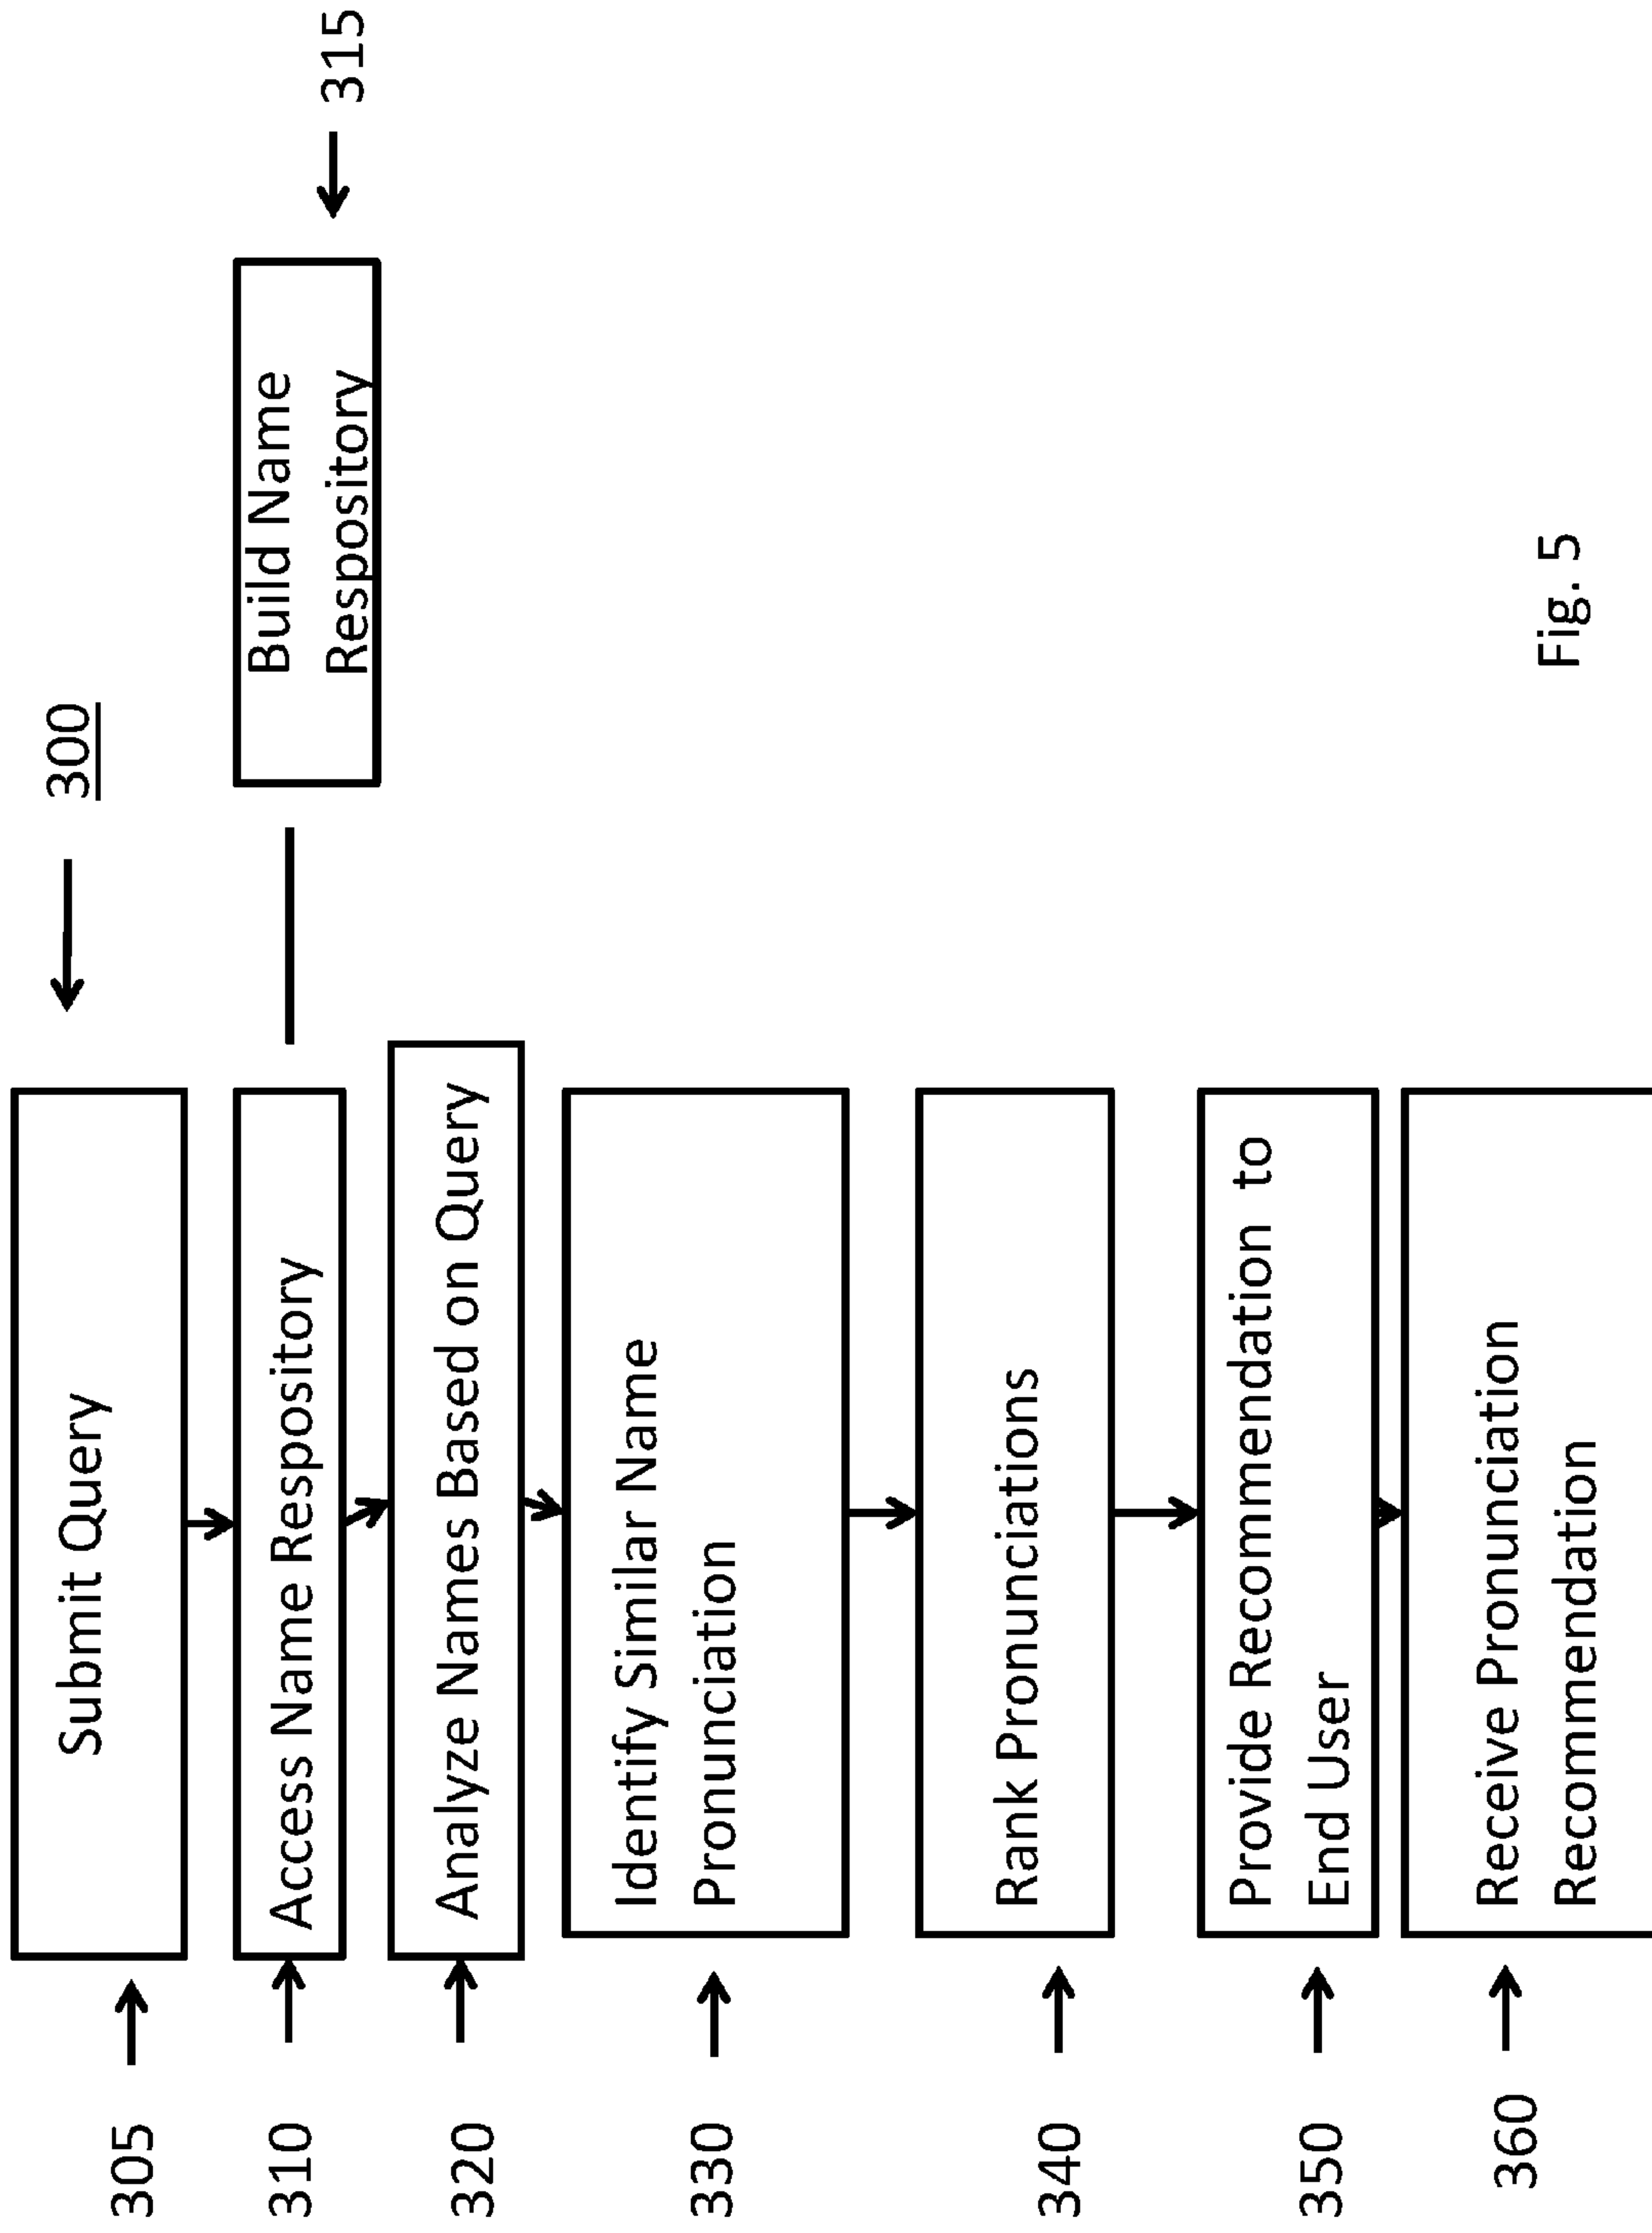 300
305
Submit Query
310
Access Name Respository
Build Name
Respository
315
320
Analyze Names Based on Query
330
Identify Similar Name
Pronunciation
340
Rank Pronunciations
350
Provide Recommendation to
End User
360
Receive Pronunciation
Recommendation
Fig. 5